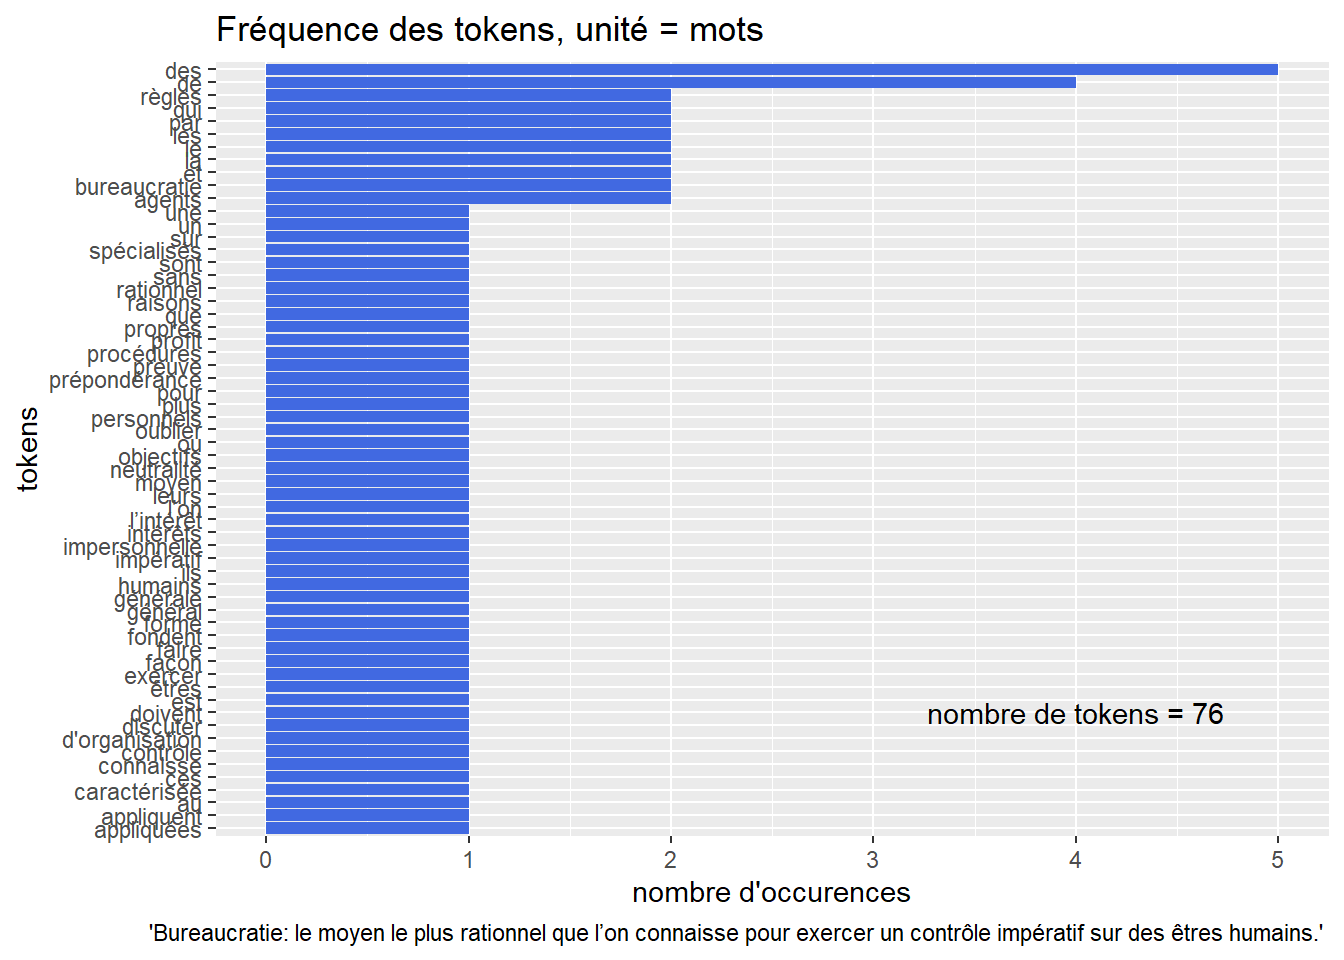 Fréquence des tokens, unité = mots
tokens
des
de
règles
qui
par
les
le
la
et
bureaucratie
agents
une
un
sur
spécialisés
sont
sans
rationnel
raisons
que
propres
profit
procédures
preuve
prépondérance
pour
plus
personnels
oublier
ou
objectifs
neutralité
moyen
leurs
l'on
l’intérêt
intérêts
impersonnelle
impératif
ils
humains
générale
général
forme
fondent
faire
façon
exercer
êtres
est
doivent
discuter
d'organisation
contrôle
connaisse
ces
caractérisée
au
appliquent
appliquées
nombre de tokens = 76
0 1 2 3 4 5
nombre d'occurences
'Bureaucratie: le moyen le plus rationnel que l’on connaisse pour exercer un contrôle impératif sur des êtres humains.'